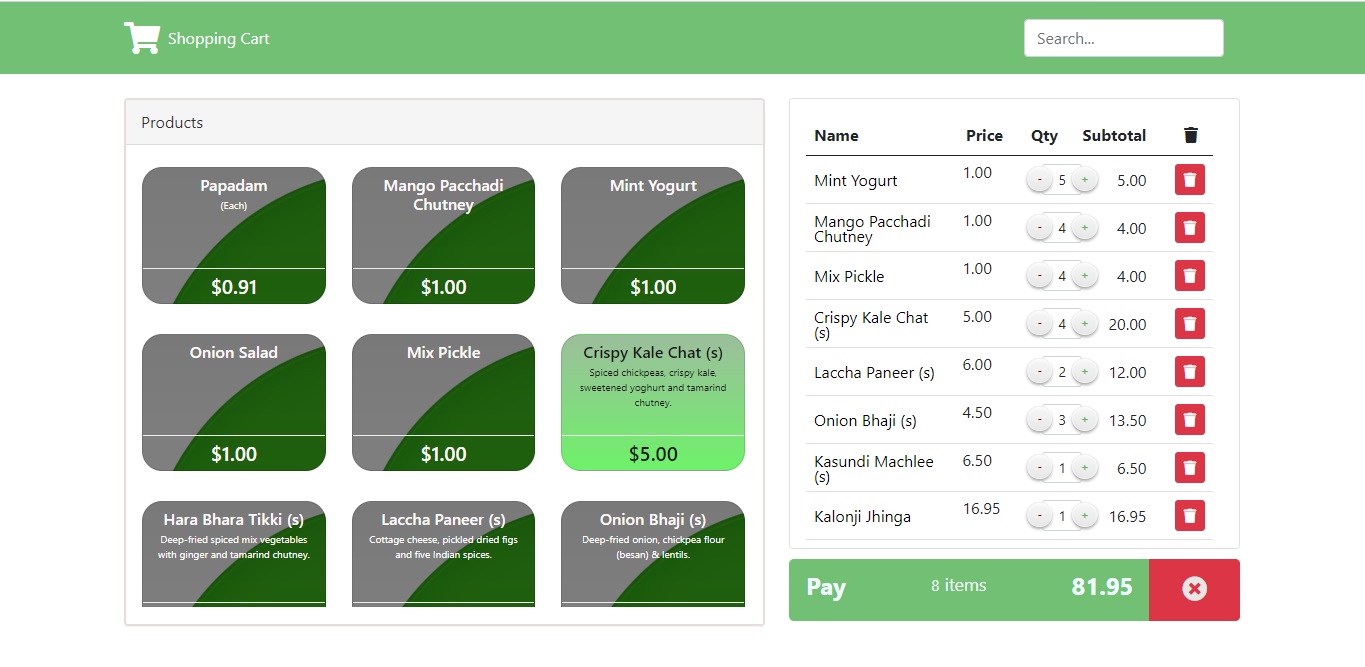 Shopping Cart
Search...
Products
Papadam
(Each)
$0.91
Mango Pacchadi
Chutney
$1.00
Mint Yogurt
$1.00
Onion Salad
$1.00
Mix Pickle
$1.00
Crispy Kale Chat (s)
Spiced chickpeas, crispy kale,
sweetened yoghurt and tamarind
chutney.
$5.00
Hara Bhara Tikki (s)
Deep-fried spiced mix vegetables
with ginger and tamarind chutney.
Laccha Paneer (s)
Cottage cheese, pickled dried figs
and five Indian spices.
Onion Bhaji (s)
Deep-fried onion, chickpea flour
(besan) & lentils.
Name Price Qty Subtotal
Mint Yogurt 1.00 - 5 + 5.00
Mango Pacchadi
Chutney 1.00 - 4 + 4.00
Mix Pickle 1.00 - 4 + 4.00
Crispy Kale Chat
(s) 5.00 - 4 + 20.00
Laccha Paneer (s) 6.00 - 2 + 12.00
Onion Bhaji (s) 4.50 - 3 + 13.50
Kasundi Machlee
(s) 6.50 - 1 + 6.50
Kalonji Jhinga 16.95 - 1 + 16.95
Pay 8 items 81.95